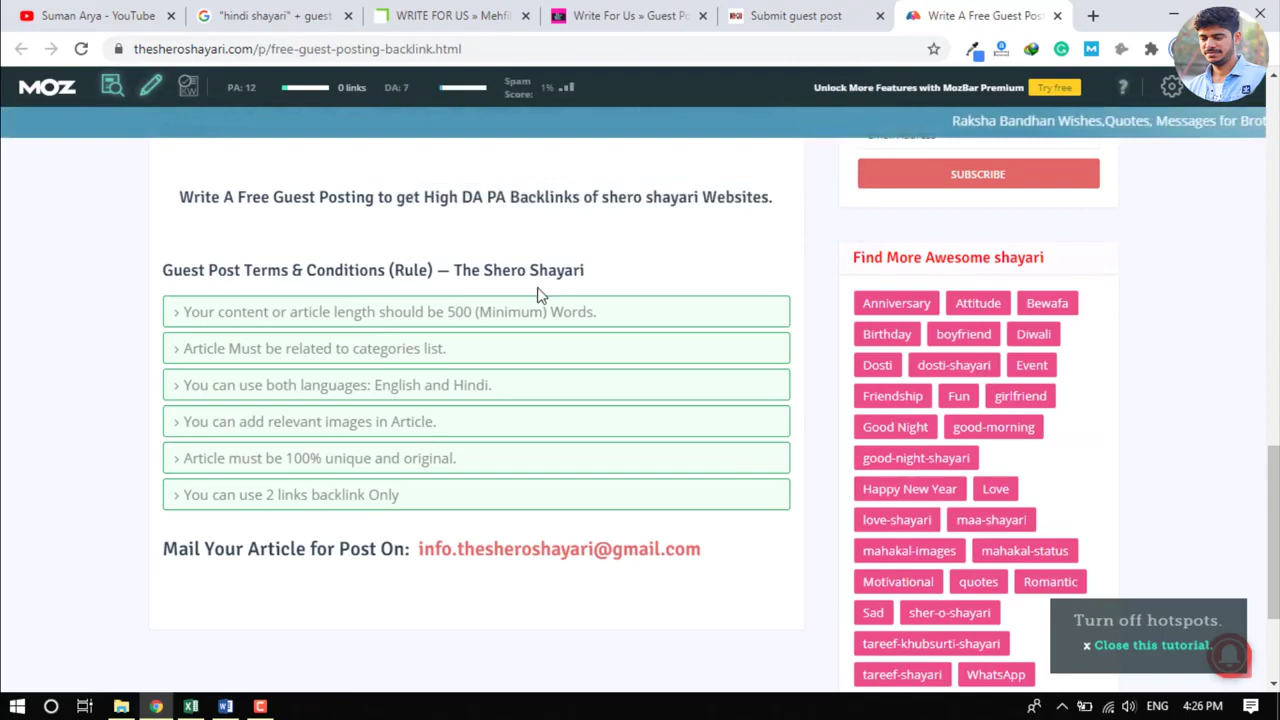 Suman Arya - YouTube
"hindi shayari" + guest
WRITE FOR US » Mehfi
Write For Us » Guest Po
Submit guest post
Write A Free Guest Post
thesheroshayari.com/p/free-guest-posting-backlink.html
MOZ
PA: 12
0 links
DA: 7
Spam
Score:
1%
Unlock More Features with MozBar Premium
Try free
Raksha Bandhan Wishes,Quotes, Messages for Brot
SUBSCRIBE
Write A Free Guest Posting to get High DA PA Backlinks of shero shayari Websites.
Guest Post Terms & Conditions (Rule) — The Shero Shayari
› Your content or article length should be 500 (Minimum) Words.
› Article Must be related to categories list.
› You can use both languages: English and Hindi.
› You can add relevant images in Article.
› Article must be 100% unique and original.
› You can use 2 links backlink Only
Mail Your Article for Post On: info.thesheroshayari@gmail.com
Find More Awesome shayari
Anniversary Attitude Bewafa
Birthday boyfriend Diwali
Dosti dosti-shayari Event
Friendship Fun girlfriend
Good Night good-morning
good-night-shayari
Happy New Year Love
love-shayari maa-shayari
mahakal-images mahakal-status
Motivational quotes Romantic
Sad sher-o-shayari
tareef-khubsurti-shayari
tareef-shayari WhatsApp
Turn off hotspots.
x Close this tutorial.
ENG
4:26 PM